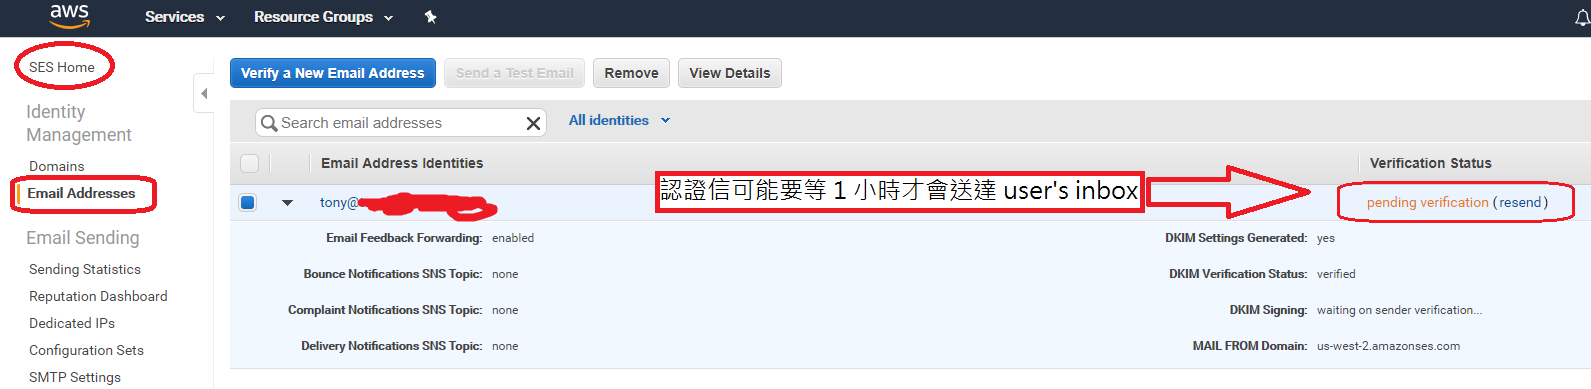 aws
Services
Resource Groups
SES Home
Identity
Management
Domains
Email Addresses
Email Sending
Sending Statistics
Reputation Dashboard
Dedicated IPs
Configuration Sets
SMTP Settings
Verify a New Email Address
Send a Test Email
Remove
View Details
Search email addresses
All identities
Email Address Identities
Verification Status
tony@
認證信可能要等 1 小時才會送達 user's inbox
pending verification (resend)
Email Feedback Forwarding: enabled
DKIM Settings Generated: yes
Bounce Notifications SNS Topic: none
DKIM Verification Status: verified
Complaint Notifications SNS Topic: none
DKIM Signing: waiting on sender verification...
Delivery Notifications SNS Topic: none
MAIL FROM Domain: us-west-2.amazonses.com